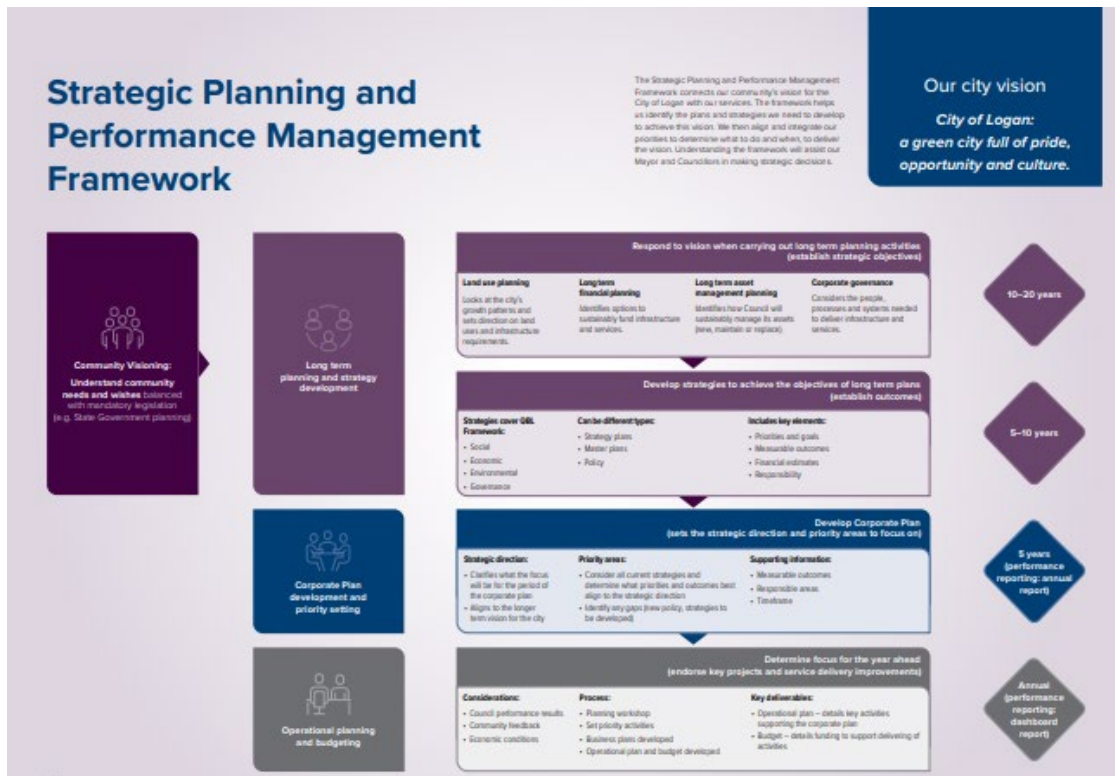 Strategic Planning and
Performance Management
Framework
The Strategic Planning and Performance Management
Framework connects our community's vision for the
City of Logan with our services. The framework helps
us identify the plans and strategies we need to develop
to achieve this vision. We then align and integrate our
priorities to determine what to do and when, to deliver
the vision. Understanding the framework will assist our
Mayor and Councillors in making strategic decisions.
Our city vision
City of Logan:
a green city full of pride,
opportunity and culture.
Community Visioning:
Understand community
needs and wishes balanced
with mandatory legislation
(e.g. State Government planning)
Long term
planning and strategy
development
Respond to vision when carrying out long term planning activities
(establish strategic objectives)
Land use planning
Looks at the city's
growth patterns and
sets direction on land
uses and infrastructure
requirements.
Long term
financial planning
Identifies options to
sustainably fund infrastructure
and services.
Long term asset
management planning
Identifies how Council will
sustainably manage its assets
(new, maintain or replace)
Corporate governance
Considers the people,
processes and systems needed
to deliver infrastructure and
services.
10–20 years
Develop strategies to achieve the objectives of long term plans
(establish outcomes)
Strategies cover QBL
Framework:
• Social
• Economic
• Environmental
• Governance
Can be different types:
• Strategy plans
• Master plans
• Policy
Includes key elements:
• Priorities and goals
• Measurable outcomes
• Financial estimates
• Responsibility
5–10 years
Corporate Plan
development and
priority setting
Develop Corporate Plan
(sets the strategic direction and priority areas to focus on)
Strategic direction:
• Clarifies what the focus
will be for the period of
the corporate plan
• Aligns to the longer
term vision for the city
Priority areas:
• Consider all current strategies and
determine what priorities and outcomes best
align to the strategic direction
• Identify any gaps (new policy, strategies to
be developed)
Supporting information:
• Measurable outcomes
• Responsible areas
• Timeframe
5 years
(performance
reporting: annual
report)
Operational planning
and budgeting
Determine focus for the year ahead
(endorse key projects and service delivery improvements)
Considerations:
• Council performance results
• Community feedback
• Economic conditions
Process:
• Planning workshop
• Set priority activities
• Business plans developed
• Operational plan and budget developed
Key deliverables:
• Operational plan – details key activities
supporting the corporate plan
• Budget – details funding to support delivering of
activities
Annual
(performance
reporting:
dashboard
report)